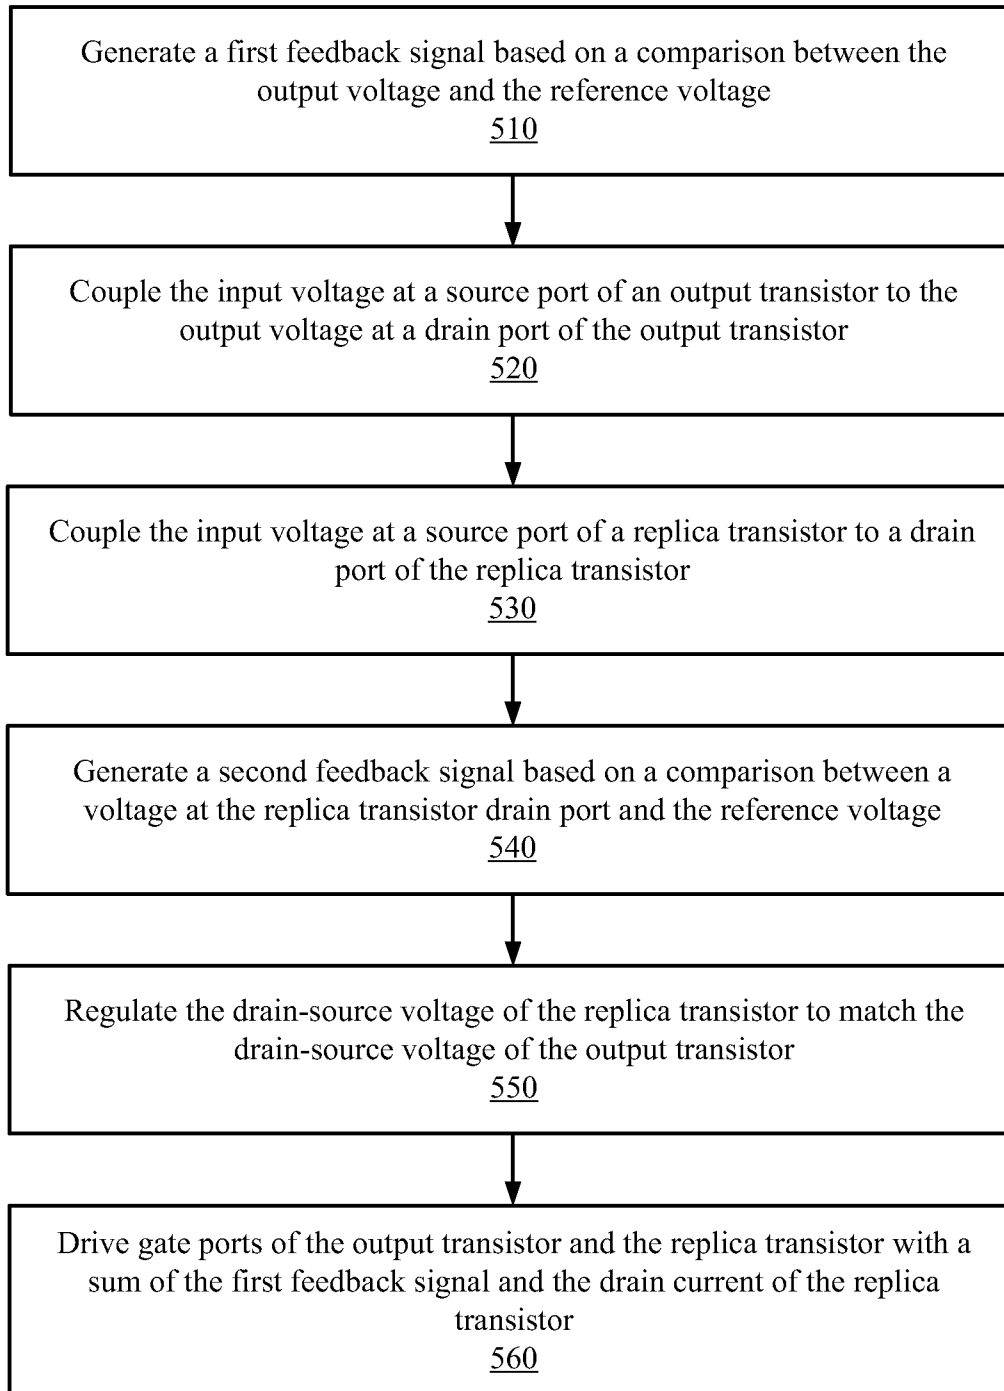 Generate a first feedback signal based on a comparison between the
output voltage and the reference voltage
510
Couple the input voltage at a source port of an output transistor to the
output voltage at a drain port of the output transistor
520
Couple the input voltage at a source port of a replica transistor to a drain
port of the replica transistor
530
Generate a second feedback signal based on a comparison between a
voltage at the replica transistor drain port and the reference voltage
540
Regulate the drain-source voltage of the replica transistor to match the
drain-source voltage of the output transistor
550
Drive gate ports of the output transistor and the replica transistor with a
sum of the first feedback signal and the drain current of the replica
transistor
560